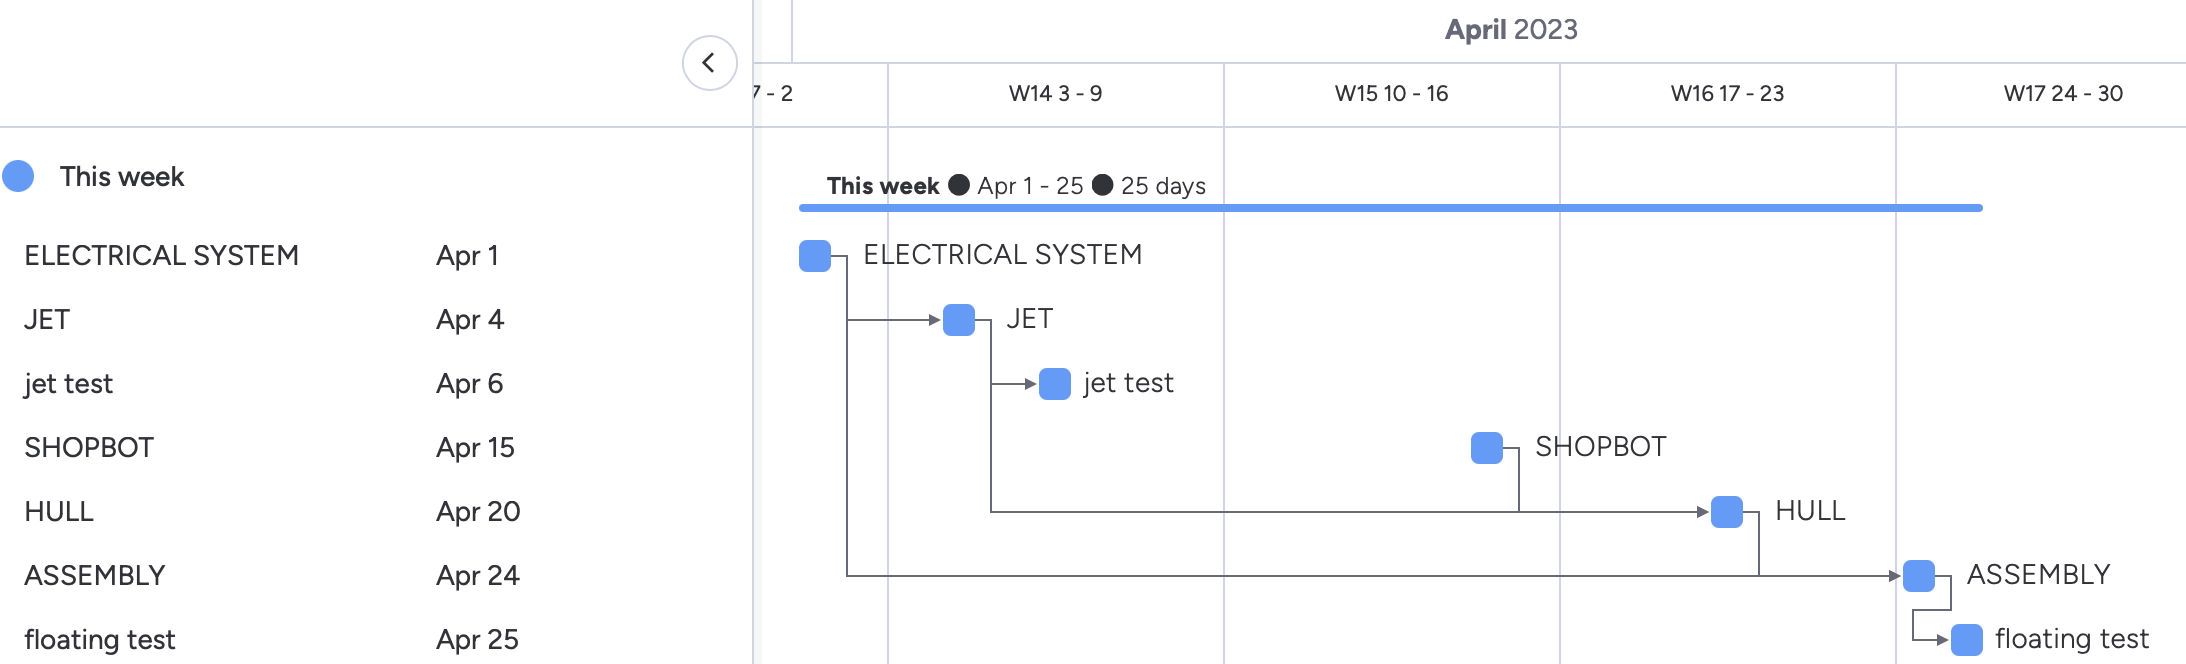 April 2023
7 - 2
W14 3 - 9
W15 10 - 16
W16 17 - 23
W17 24 - 30
This week
This week ● Apr 1 - 25 ● 25 days
ELECTRICAL SYSTEM Apr 1 ELECTRICAL SYSTEM
JET Apr 4 JET
jet test Apr 6 jet test
SHOPBOT Apr 15 SHOPBOT
HULL Apr 20 HULL
ASSEMBLY Apr 24 ASSEMBLY
floating test Apr 25 floating test